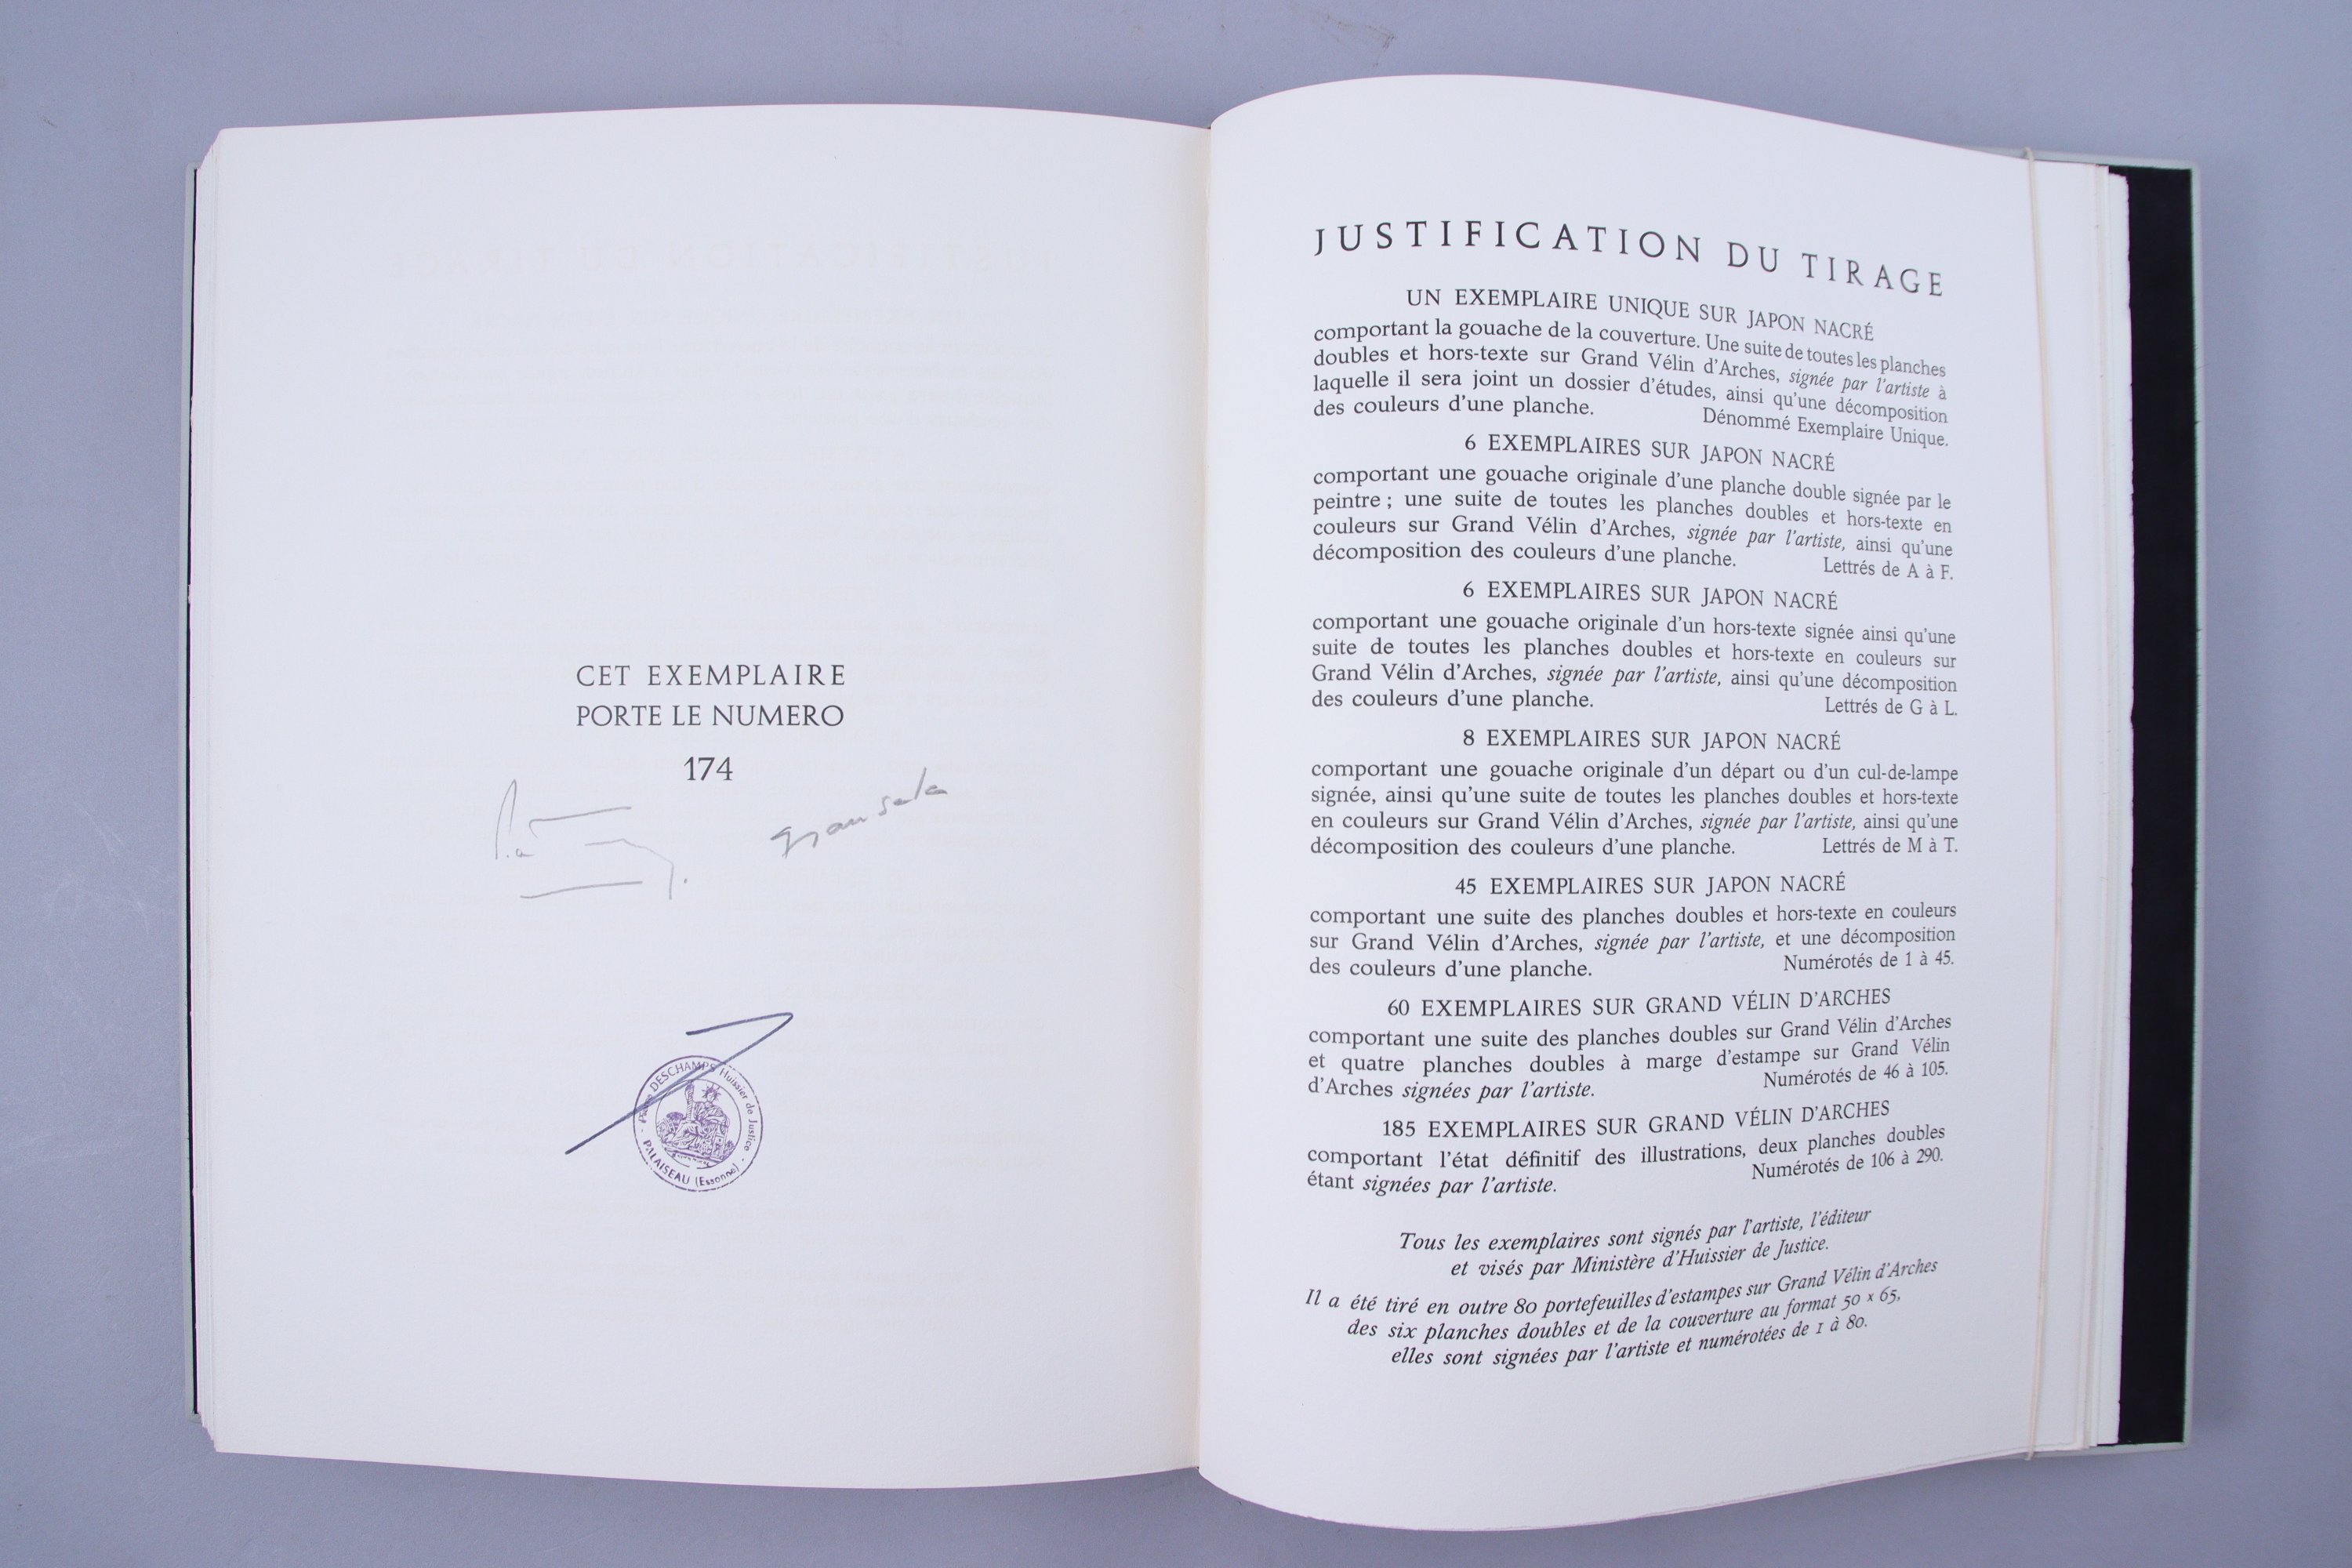 CET EXEMPLAIRE
PORTE LE NUMERO
174
Deschamps Huissier de Justice
PALAISEAU (Essonne)
JUSTIFICATION DU TIRAGE
UN EXEMPLAIRE UNIQUE SUR JAPON NACRÉ
comportant la gouache de la couverture. Une suite de toutes les planches
doubles et hors-texte sur Grand Vélin d'Arches, signée par l'artiste à
laquelle il sera joint un dossier d'études, ainsi qu'une décomposition
des couleurs d'une planche. Dénommé Exemplaire Unique.
6 EXEMPLAIRES SUR JAPON NACRÉ
comportant une gouache originale d'une planche double signée par le
peintre ; une suite de toutes les planches doubles et hors-texte en
couleurs sur Grand Vélin d'Arches, signée par l'artiste, ainsi qu'une
décomposition des couleurs d'une planche. Lettrés de A à F.
6 EXEMPLAIRES SUR JAPON NACRÉ
comportant une gouache originale d'un hors-texte signée ainsi qu'une
suite de toutes les planches doubles et hors-texte en couleurs sur
Grand Vélin d'Arches, signée par l'artiste, ainsi qu'une décomposition
des couleurs d'une planche. Lettrés de G à L.
8 EXEMPLAIRES SUR JAPON NACRÉ
comportant une gouache originale d'un départ ou d'un cul-de-lampe
signée, ainsi qu'une suite de toutes les planches doubles et hors-texte
en couleurs sur Grand Vélin d'Arches, signée par l'artiste, ainsi qu'une
décomposition des couleurs d'une planche. Lettrés de M à T.
45 EXEMPLAIRES SUR JAPON NACRÉ
comportant une suite des planches doubles et hors-texte en couleurs
sur Grand Vélin d'Arches, signée par l'artiste, et une décomposition
des couleurs d'une planche. Numérotés de 1 à 45.
60 EXEMPLAIRES SUR GRAND VÉLIN D'ARCHES
comportant une suite des planches doubles sur Grand Vélin d'Arches
et quatre planches doubles à marge d'estampe sur Grand Vélin
d'Arches signées par l'artiste. Numérotés de 46 à 105.
185 EXEMPLAIRES SUR GRAND VÉLIN D'ARCHES
comportant l'état définitif des illustrations, deux planches doubles
étant signées par l'artiste. Numérotés de 106 à 290.
Tous les exemplaires sont signés par l'artiste, l'éditeur
et visés par Ministère d'Huissier de Justice.
Il a été tiré en outre 80 portefeuilles d'estampes sur Grand Vélin d'Arches
des six planches doubles et de la couverture au format 50 x 65,
elles sont signées par l'artiste et numérotées de 1 à 80.